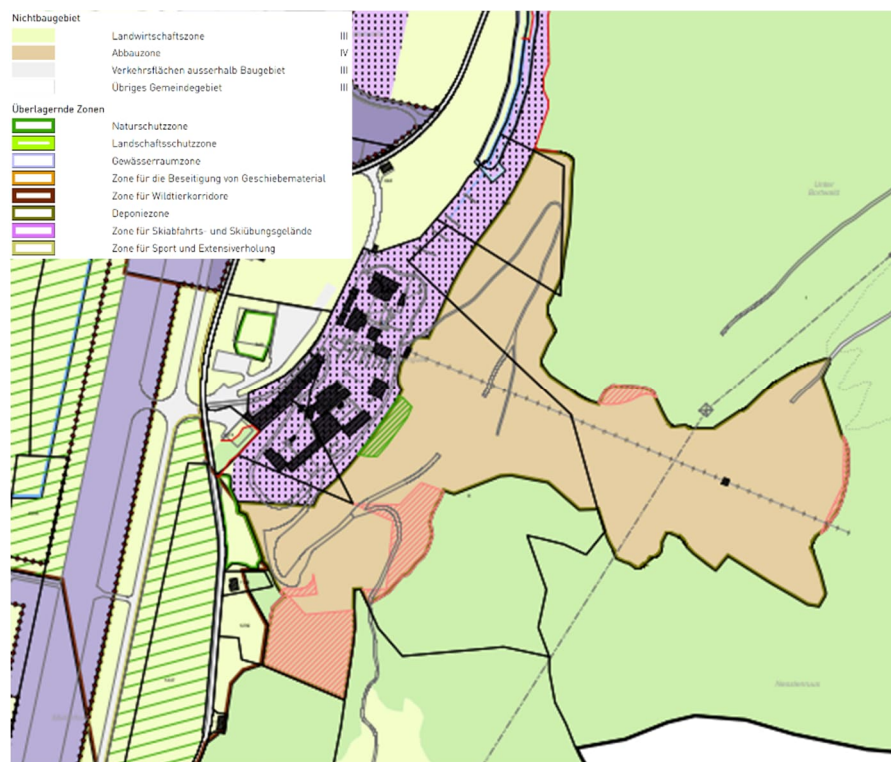 Nichtbaugebiet
Landwirtschaftszone III
Abbauzone IV
Verkehrsflächen ausserhalb Baugebiet III
Übriges Gemeindegebiet III
Überlagernde Zonen
Naturschutzzone
Landschaftsschutzzone
Gewässerraumzone
Zone für die Beseitigung von Geschiebematerial
Zone für Wildtierkorridore
Deponiezone
Zone für Skiabfahrts- und Skiübungsgelände
Zone für Sport und Extensiverholung
Unter